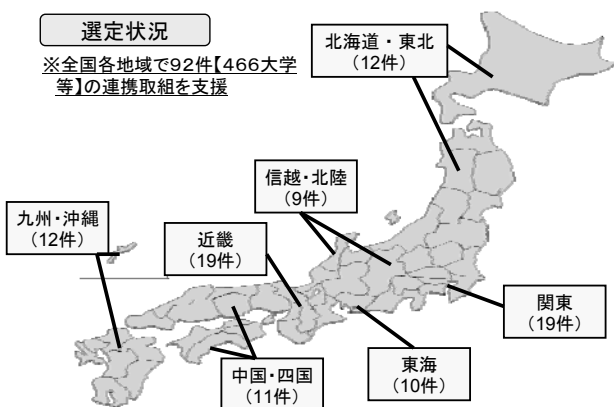 選定状況
※全国各地域で92件【466大学
等】の連携取組を支援
北海道・東北
（12件）
信越・北陸
（9件）
九州・沖縄
（12件）
近畿
（19件）
関東
（19件）
東海
（10件）
中国・四国
（11件）